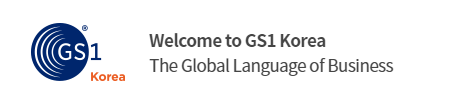 GS1®
Korea
Welcome to GS1 Korea
The Global Language of Business